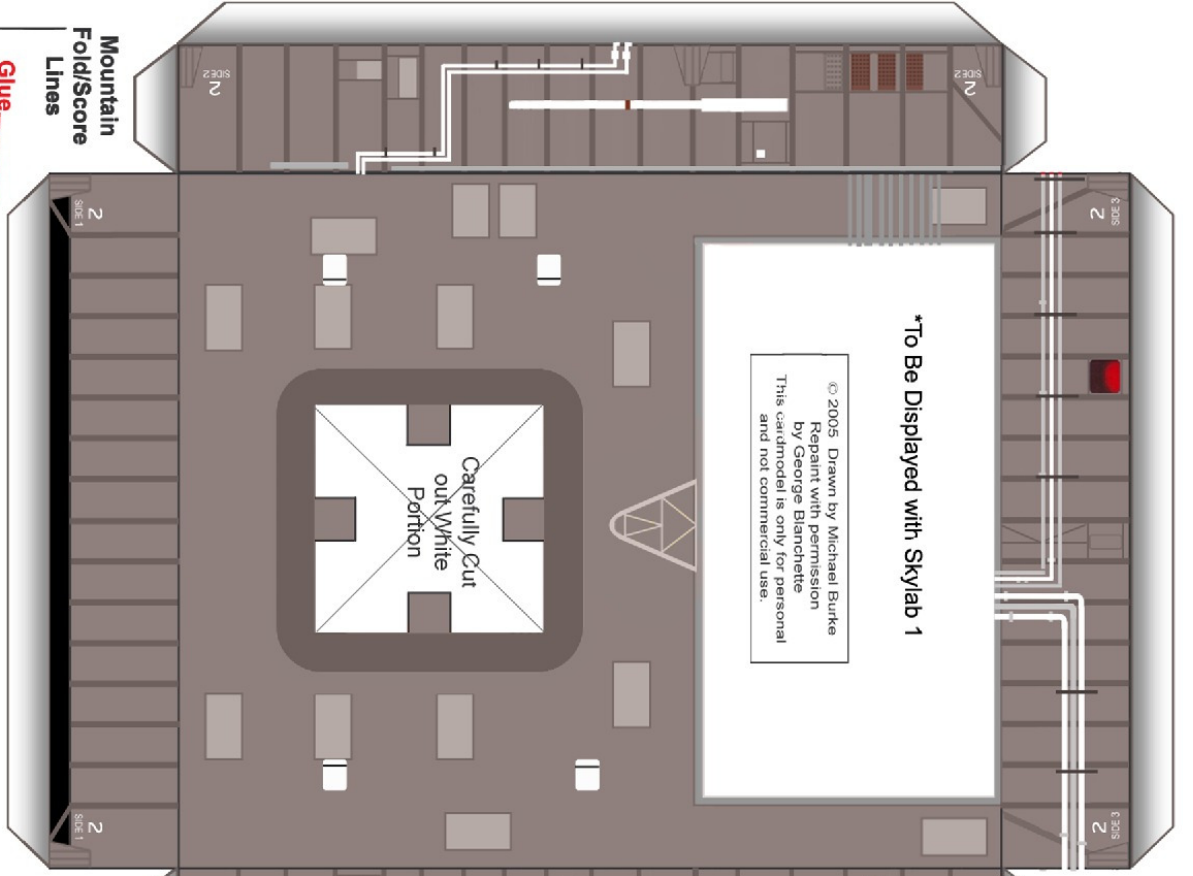 Mountain
Fold/Score
Lines
Glue
SIDE 2
2
SIDE 2
2
SIDE 1
2
SIDE 3
2
*To Be Displayed with Skylab 1
© 2005 Drawn by Michael Burke
Repaint with permission
by George Blanchette
This cardmodel is only for personal
and not commercial use.
Carefully Cut
out White
Portion
SIDE 1
2
SIDE 3
2